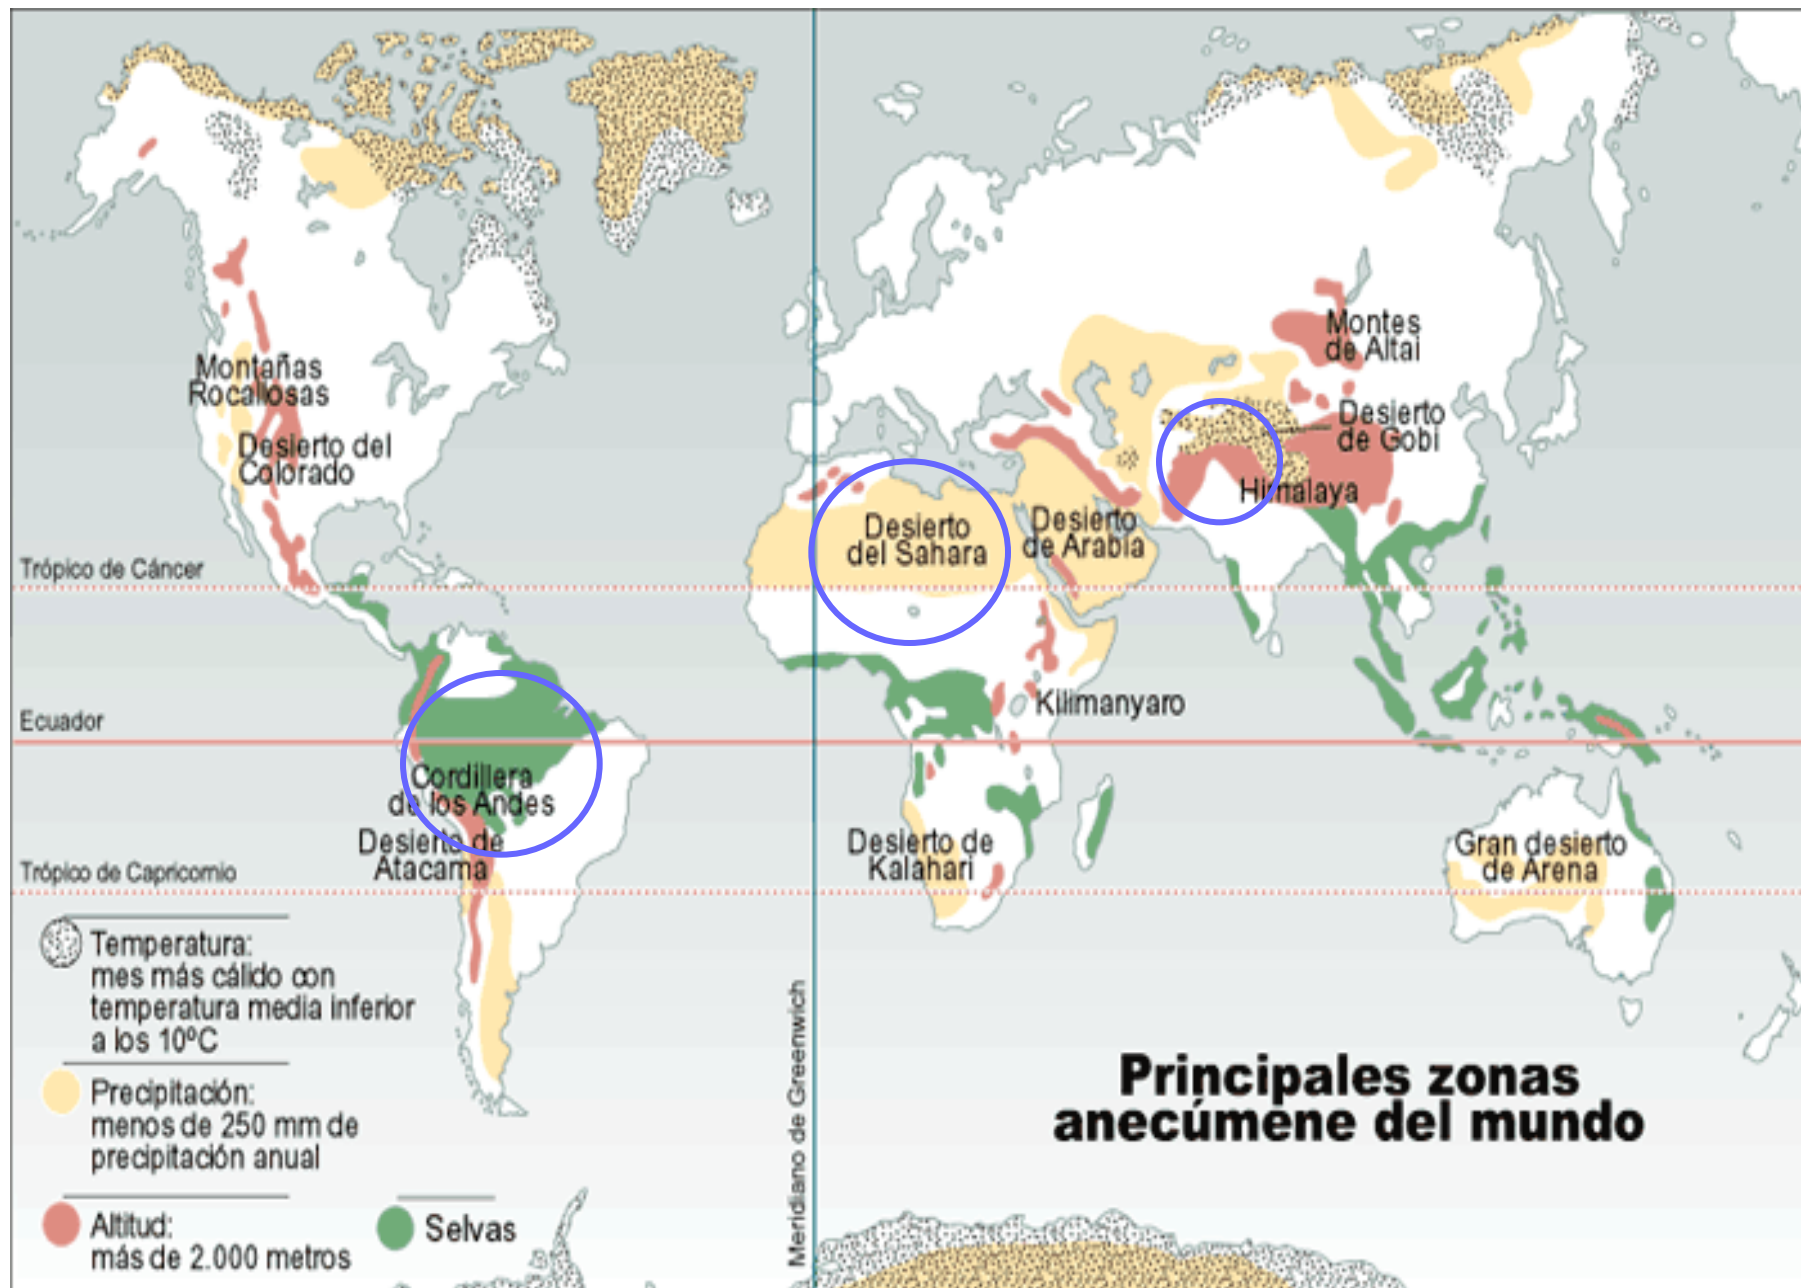 Montes
de Altai
Montañas
Rocallosas
Desierto
de Gobi
Desierto del
Colorado
Himalaya
Desierto
del Sahara
Desierto
de Arabia
Trópico de Cáncer
Kilimanyaro
Ecuador
Cordillera
de los Andes
Desierto de
Atacama
Desierto de
Kalahari
Gran desierto
de Arena
Trópico de Capricornio
Temperatura:
mes más cálido con
temperatura media inferior
a los 10ºC
Precipitación:
menos de 250 mm de
precipitación anual
Altitud:
más de 2.000 metros
Selvas
Meridiano de Greenwich
Principales zonas
anecúmene del mundo